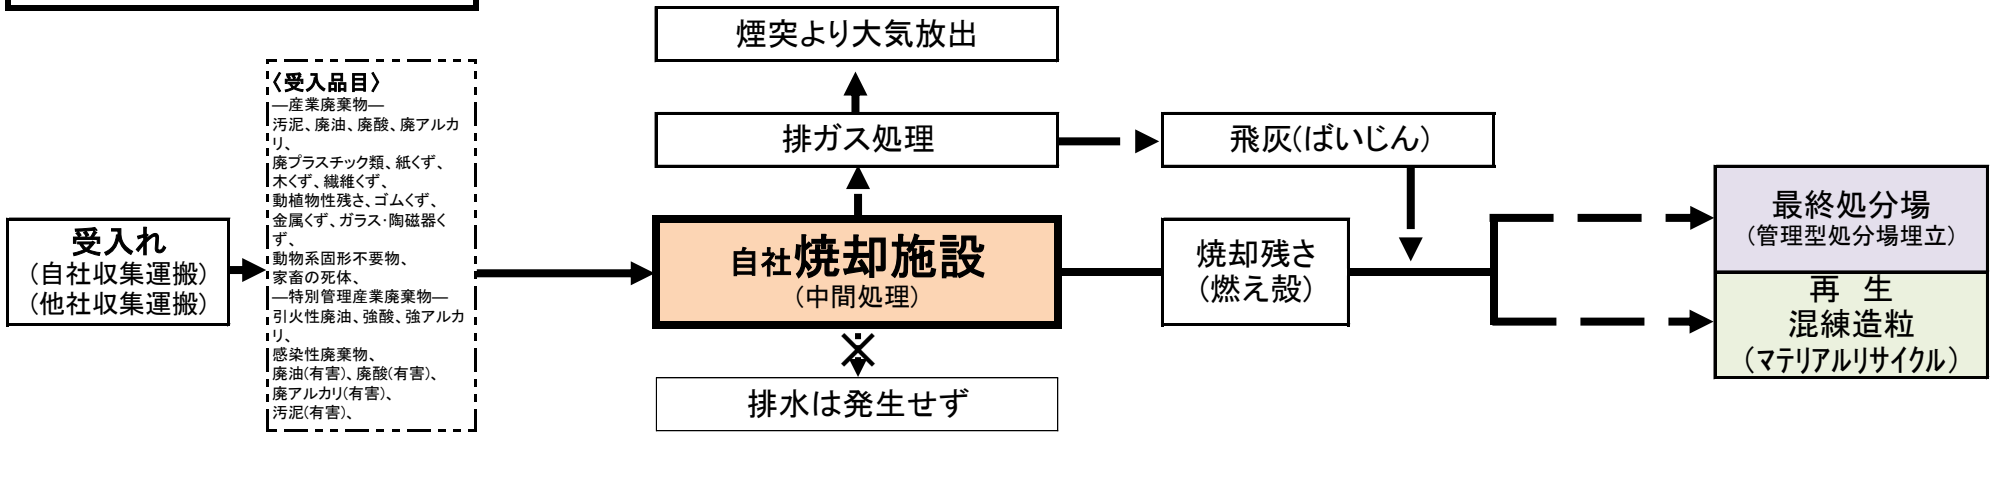 煙突より大気放出
〈受入品目〉
―産業廃棄物―
汚泥、廃油、廃酸、廃アルカ
リ、
廃プラスチック類、紙くず、
木くず、繊維くず、
動植物性残さ、ゴムくず、
金属くず、ガラス・陶磁器く
ず、
動物系固形不要物、
家畜の死体、
―特別管理産業廃棄物―
引火性廃油、強酸、強アルカ
リ、
感染性廃棄物、
廃油(有害)、廃酸(有害)、
廃アルカリ(有害)、
汚泥(有害)、
排ガス処理
飛灰(ばいじん)
受入れ
（自社収集運搬）
（他社収集運搬）
自社焼却施設
（中間処理）
焼却残さ
（燃え殻）
最終処分場
（管理型処分場埋立）
再　生
混練造粒
（マテリアルリサイクル）
排水は発生せず